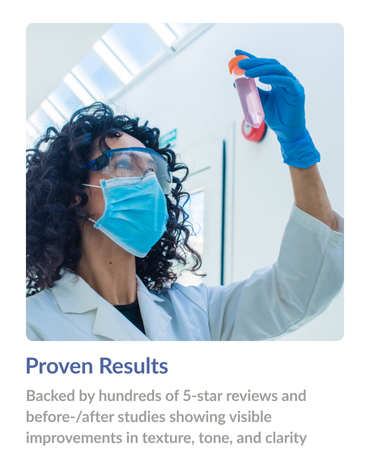 Proven Results
Backed by hundreds of 5-star reviews and
before-/after studies showing visible
improvements in texture, tone, and clarity